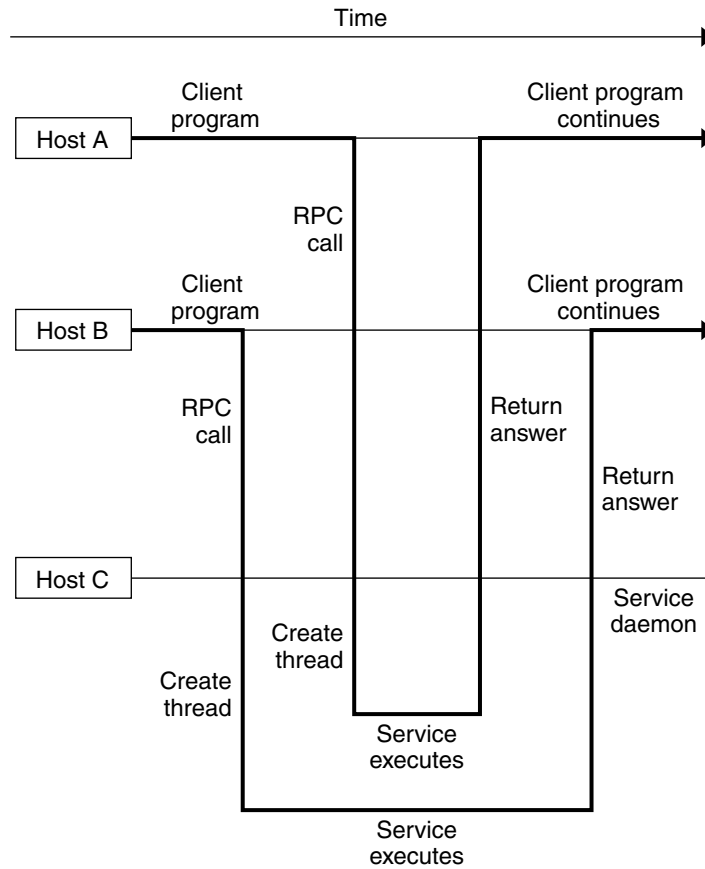 Time
Client
program
Client program
continues
Host A
RPC
call
Client
program
Client program
continues
Host B
RPC
call
Return
answer
Return
answer
Host C
Service
daemon
Create
thread
Create
thread
Service
executes
Service
executes